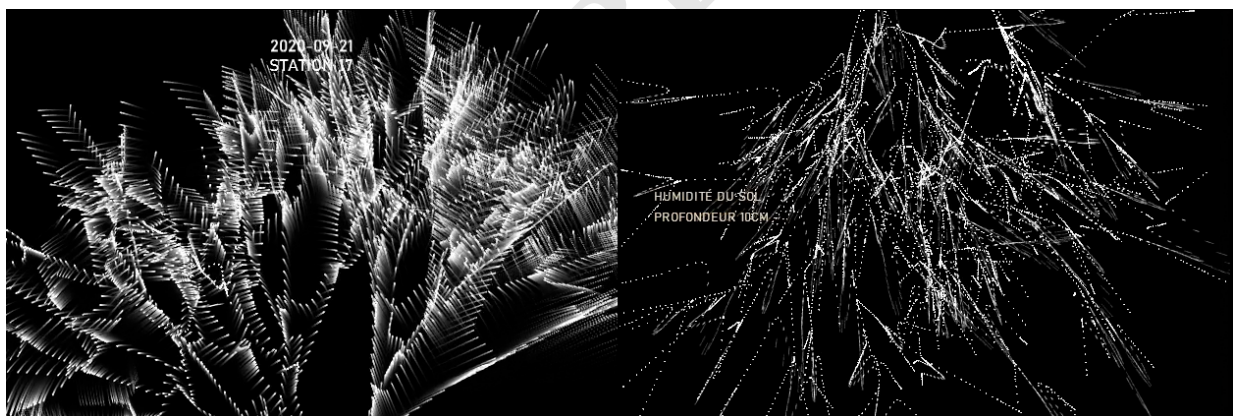 2020-09-21
STATION 17
HUMIDITÉ DU SOL
PROFONDEUR 10CM